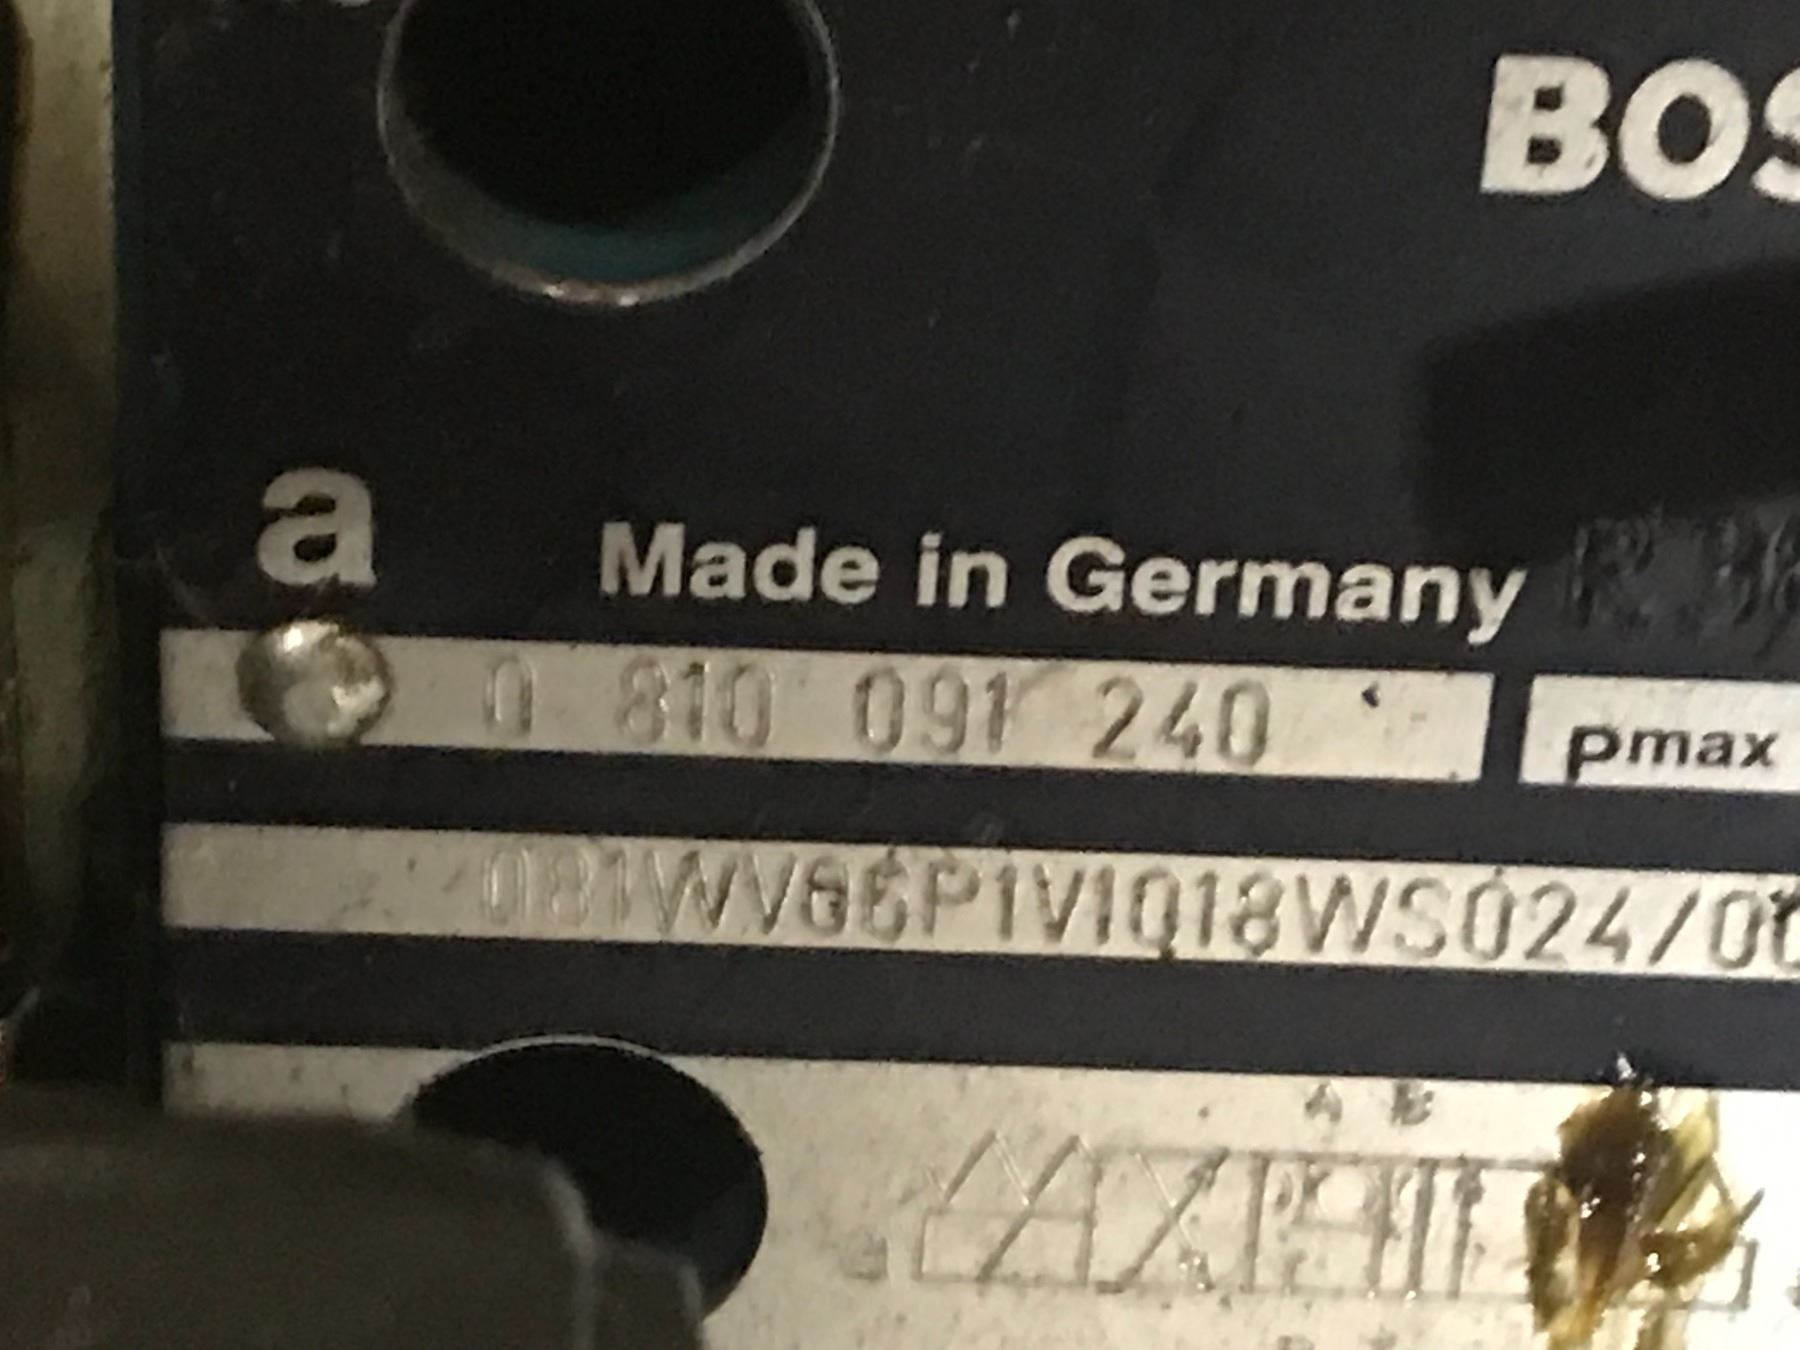 BOS
a
Made in Germany
0 810 091 240
pmax
081WV06P1V1018WS024/00
A B
a